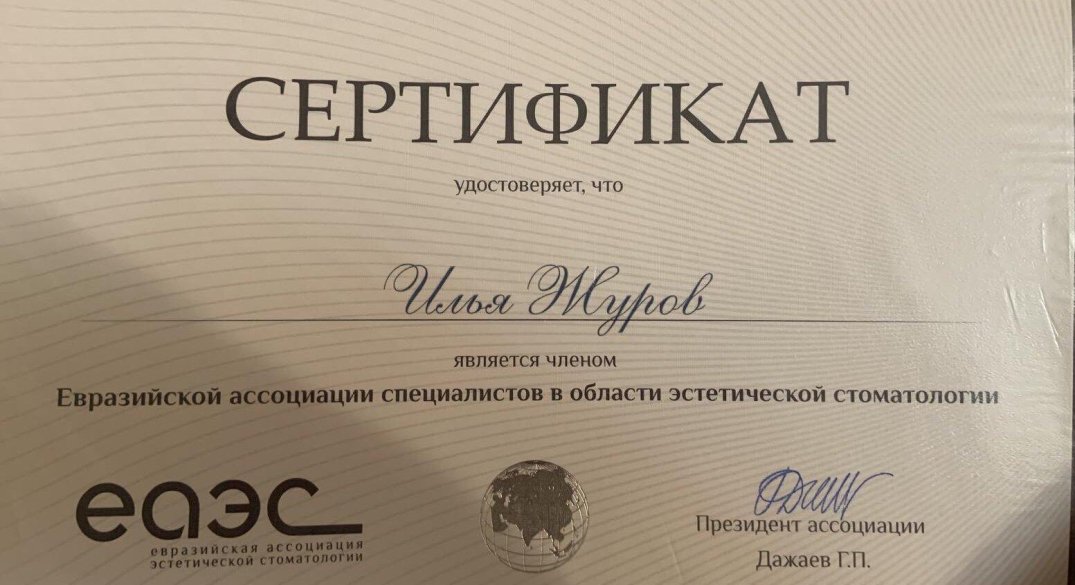 СЕРТИФИКАТ
удостоверяет, что
Илья Журов
является членом
Евразийской ассоциации специалистов в области эстетической стоматологии
еаэс
евразийская ассоциация
эстетической стоматологии
Президент ассоциации
Дажаев Г.П.